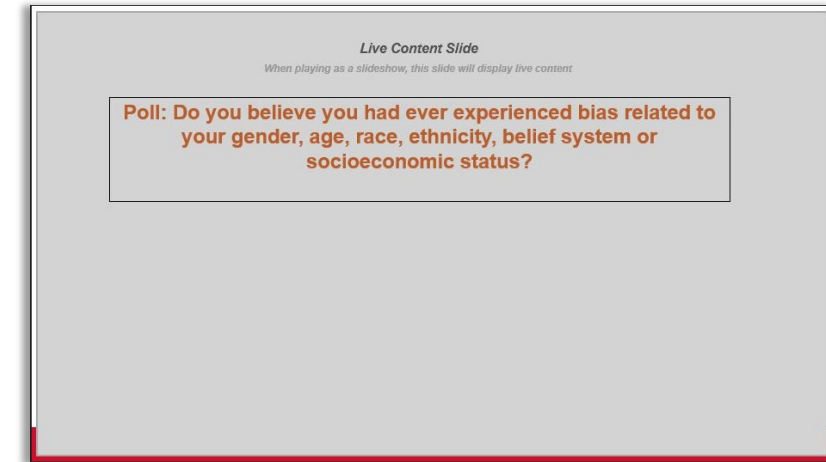 Live Content Slide
When playing as a slideshow, this slide will display live content
Poll: Do you believe you had ever experienced bias related to
your gender, age, race, ethnicity, belief system or
socioeconomic status?